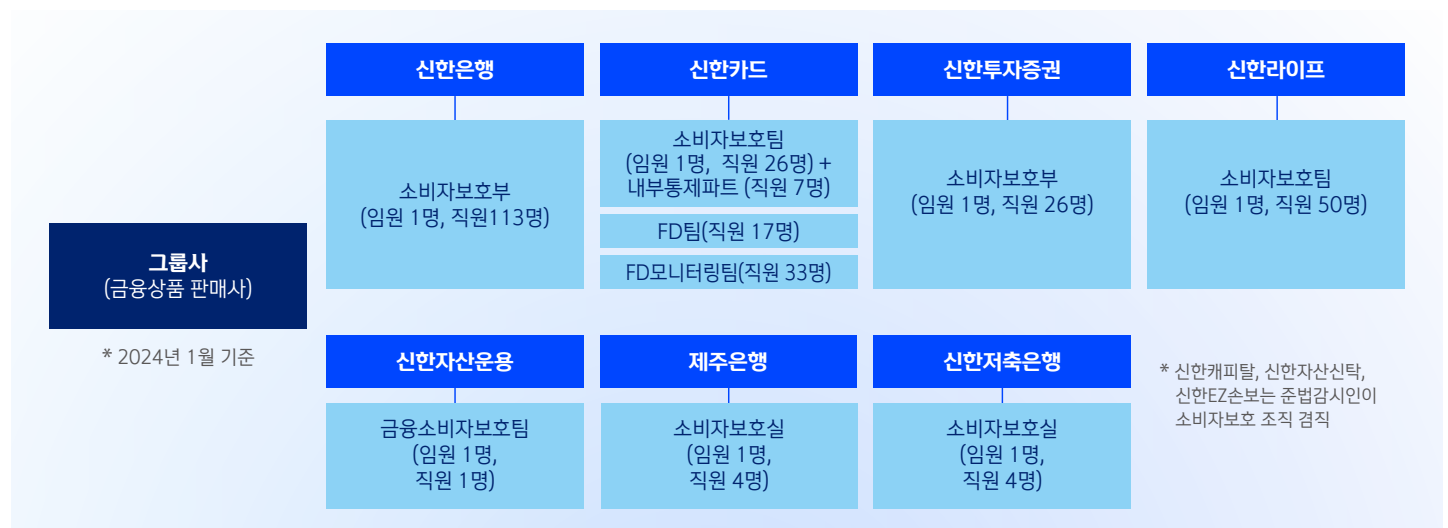 그룹사
(금융상품 판매사)
* 2024년 1월 기준
신한은행
소비자보호부
(임원 1명, 직원113명)
신한카드
소비자보호팀
(임원 1명, 직원 26명) +
내부통제파트 (직원 7명)
FD팀(직원 17명)
FD모니터링팀(직원 33명)
신한투자증권
소비자보호부
(임원 1명, 직원 26명)
신한라이프
소비자보호팀
(임원 1명, 직원 50명)
신한자산운용
금융소비자보호팀
(임원 1명,
직원 1명)
제주은행
소비자보호실
(임원 1명,
직원 4명)
신한저축은행
소비자보호실
(임원 1명,
직원 4명)
* 신한캐피탈, 신한자산신탁,
신한EZ손보는 준법감시인이
소비자보호 조직 겸직